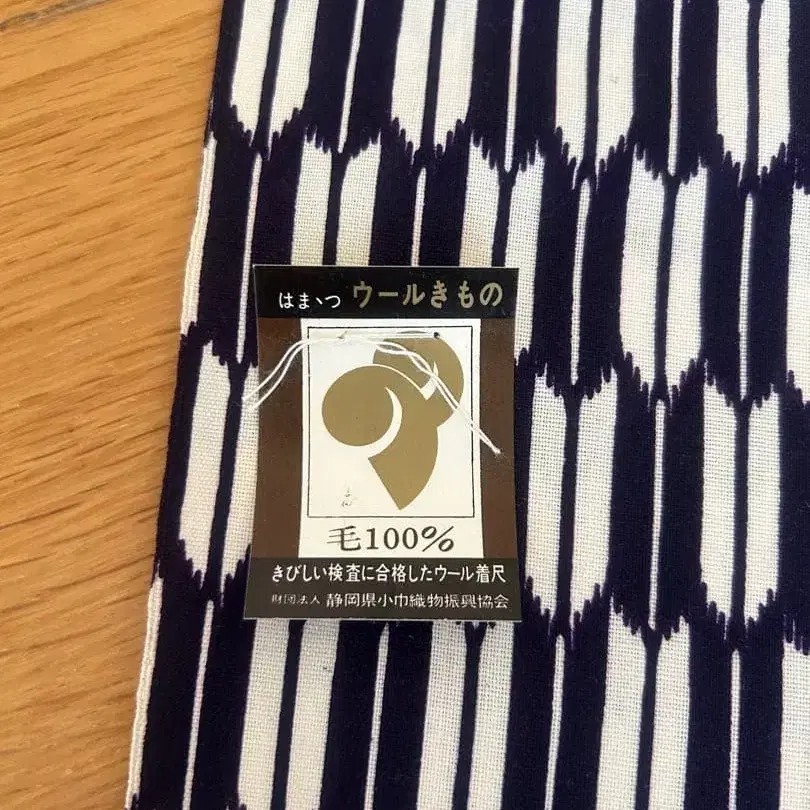 はまゝつ ウールきもの
毛100%
きびしい検査に合格したウール着尺
財団法人 静岡県小巾織物振興協会